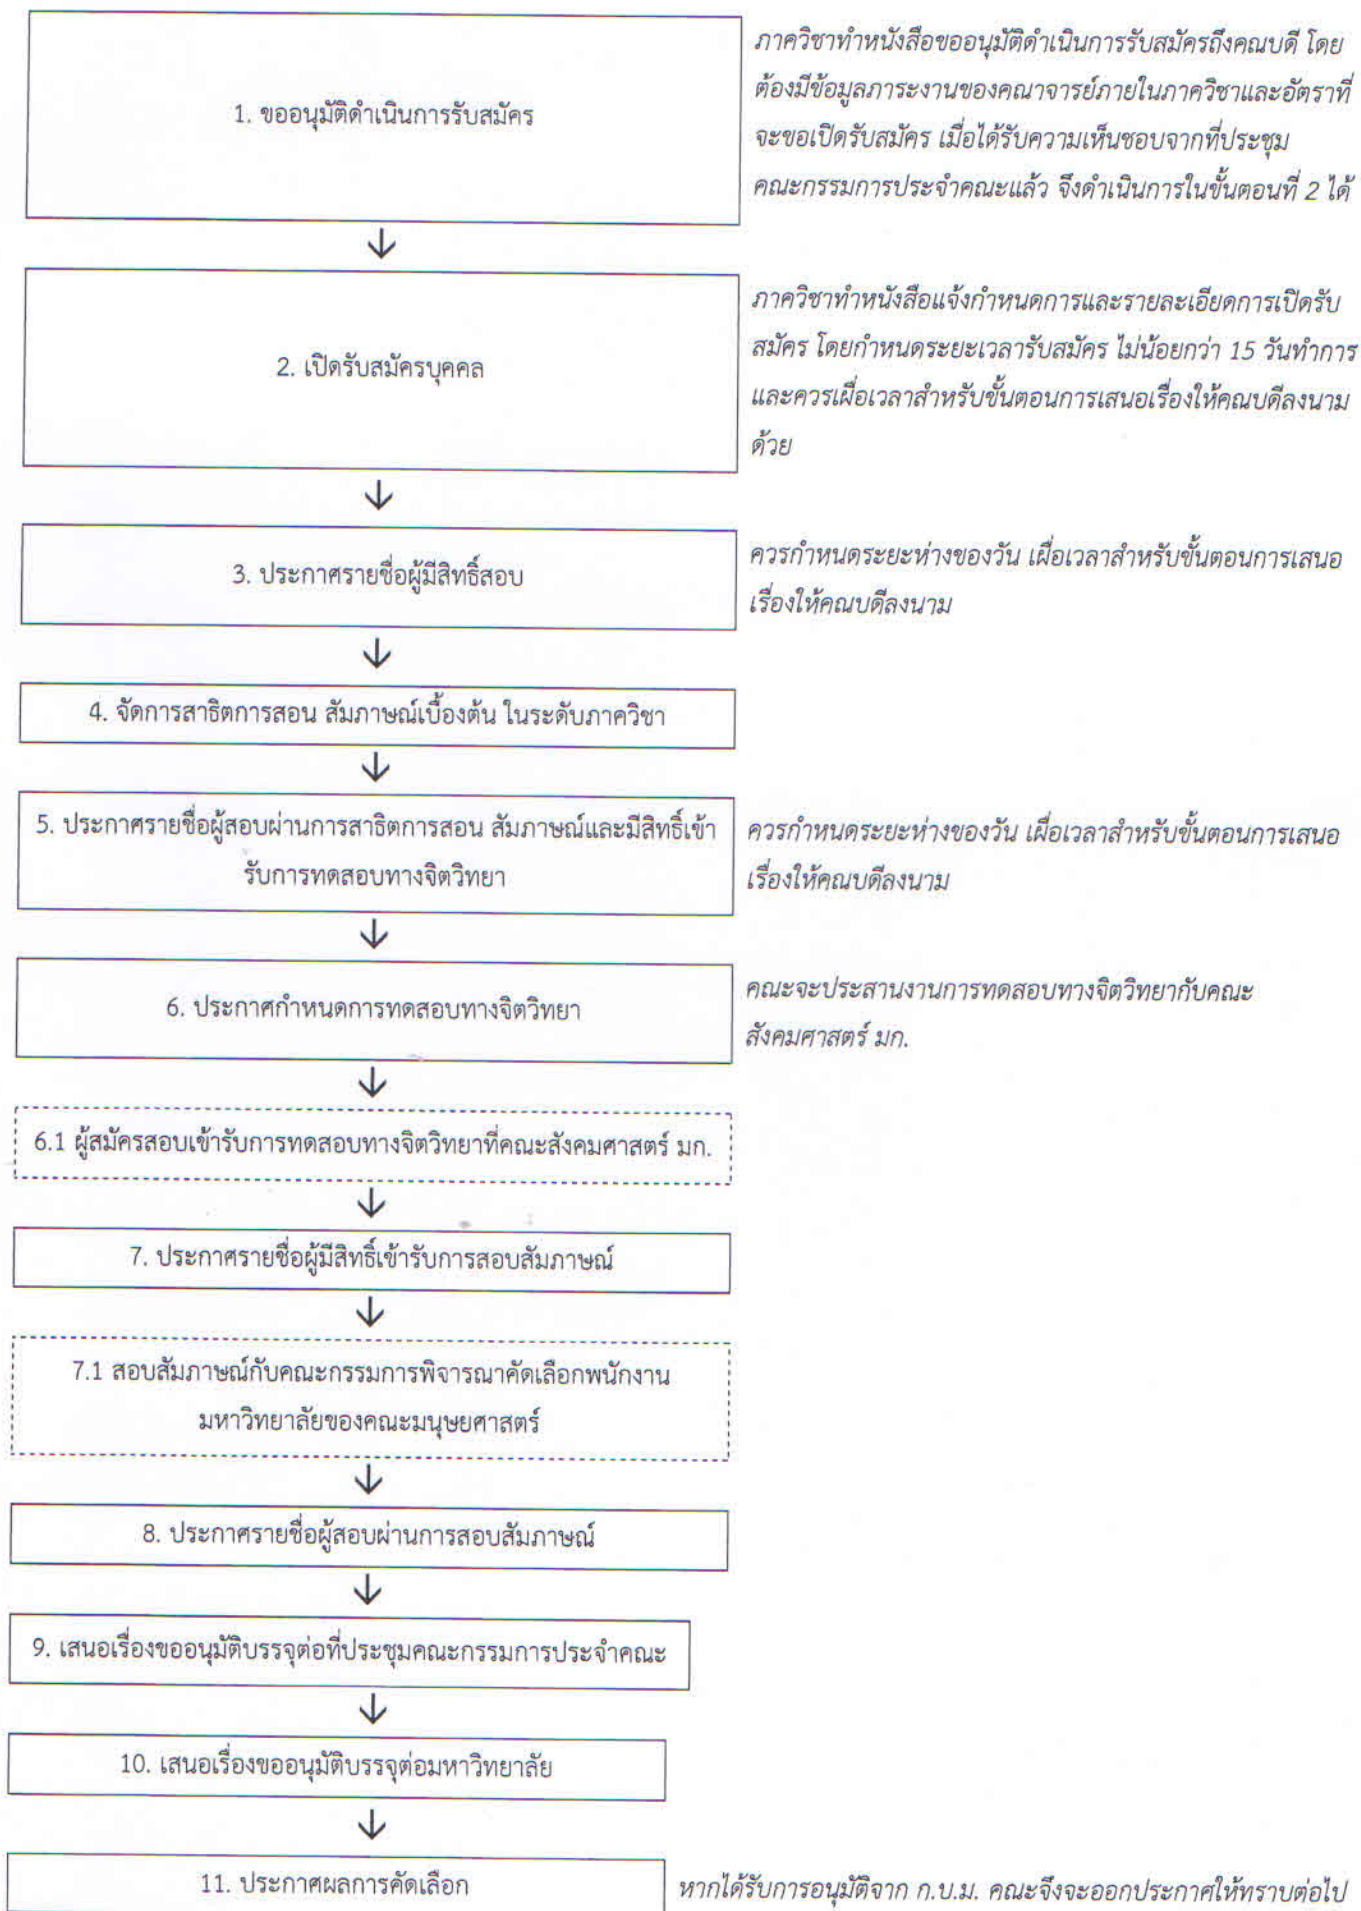 1. ขออนุมัติดำเนินการรับสมัคร
ภาควิชาทำหนังสือขออนุมัติดำเนินการรับสมัครถึงคณบดี โดย
ต้องมีข้อมูลภาระงานของคณาจารย์ภายในภาควิชาและอัตราที่
จะขอเปิดรับสมัคร เมื่อได้รับความเห็นชอบจากที่ประชุม
คณะกรรมการประจำคณะแล้ว จึงดำเนินการในขั้นตอนที่ 2 ได้
2. เปิดรับสมัครบุคคล
ภาควิชาทำหนังสือแจ้งกำหนดการและรายละเอียดการเปิดรับ
สมัคร โดยกำหนดระยะเวลารับสมัคร ไม่น้อยกว่า 15 วันทำการ
และควรเผื่อเวลาสำหรับขั้นตอนการเสนอเรื่องให้คณบดีลงนาม
ด้วย
3. ประกาศรายชื่อผู้มีสิทธิ์สอบ
ควรกำหนดระยะห่างของวัน เผื่อเวลาสำหรับขั้นตอนการเสนอ
เรื่องให้คณบดีลงนาม
4. จัดการสาธิตการสอน สัมภาษณ์เบื้องต้น ในระดับภาควิชา
5. ประกาศรายชื่อผู้สอบผ่านการสาธิตการสอน สัมภาษณ์และมีสิทธิ์เข้า
รับการทดสอบทางจิตวิทยา
ควรกำหนดระยะห่างของวัน เผื่อเวลาสำหรับขั้นตอนการเสนอ
เรื่องให้คณบดีลงนาม
6. ประกาศกำหนดการทดสอบทางจิตวิทยา
คณะจะประสานงานการทดสอบทางจิตวิทยากับคณะ
สังคมศาสตร์ มก.
6.1 ผู้สมัครสอบเข้ารับการทดสอบทางจิตวิทยาที่คณะสังคมศาสตร์ มก.
7. ประกาศรายชื่อผู้มีสิทธิ์เข้ารับการสอบสัมภาษณ์
7.1 สอบสัมภาษณ์กับคณะกรรมการพิจารณาคัดเลือกพนักงาน
มหาวิทยาลัยของคณะมนุษยศาสตร์
8. ประกาศรายชื่อผู้สอบผ่านการสอบสัมภาษณ์
9. เสนอเรื่องขออนุมัติบรรจุต่อที่ประชุมคณะกรรมการประจำคณะ
10. เสนอเรื่องขออนุมัติบรรจุต่อมหาวิทยาลัย
11. ประกาศผลการคัดเลือก
หากได้รับการอนุมัติจาก ก.บ.ม. คณะจึงจะออกประกาศให้ทราบต่อไป